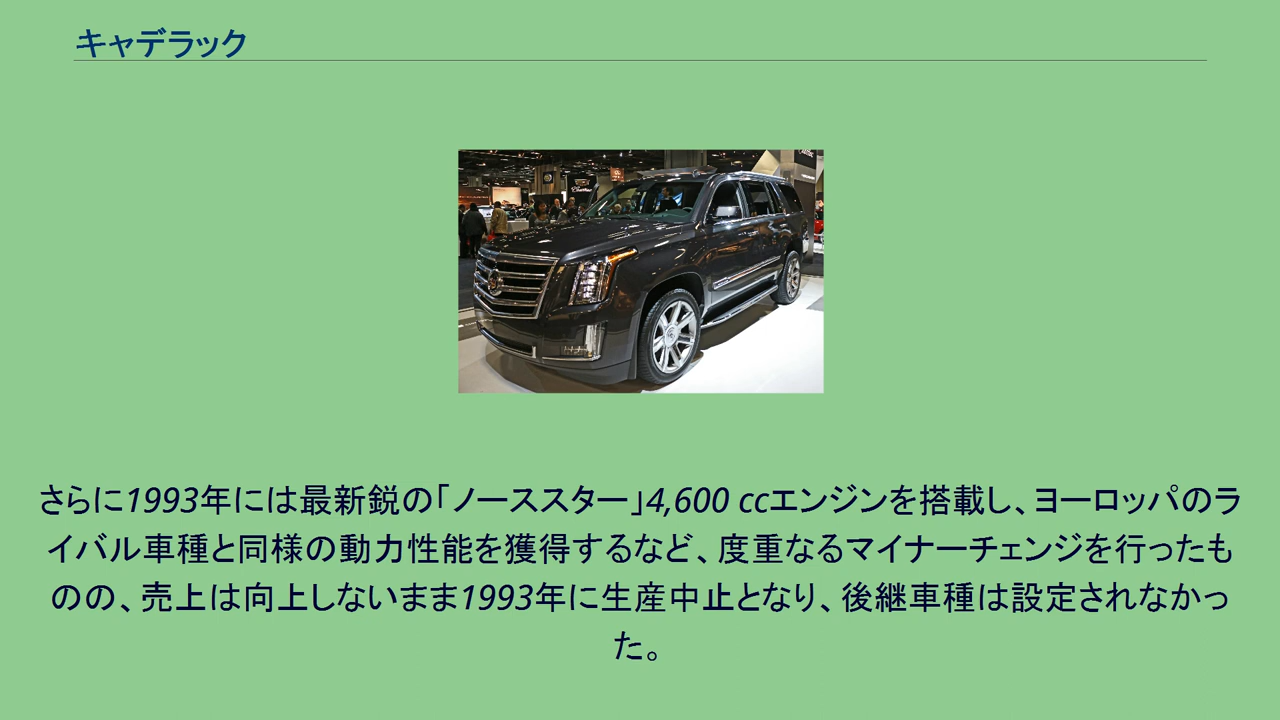 キャデラック
さらに1993年には最新鋭の「ノーススター」4,600 ccエンジンを搭載し、ヨーロッパのラ
イバル車種と同様の動力性能を獲得するなど、度重なるマイナーチェンジを行ったも
のの、売上は向上しないまま1993年に生産中止となり、後継車種は設定されなかっ
た。